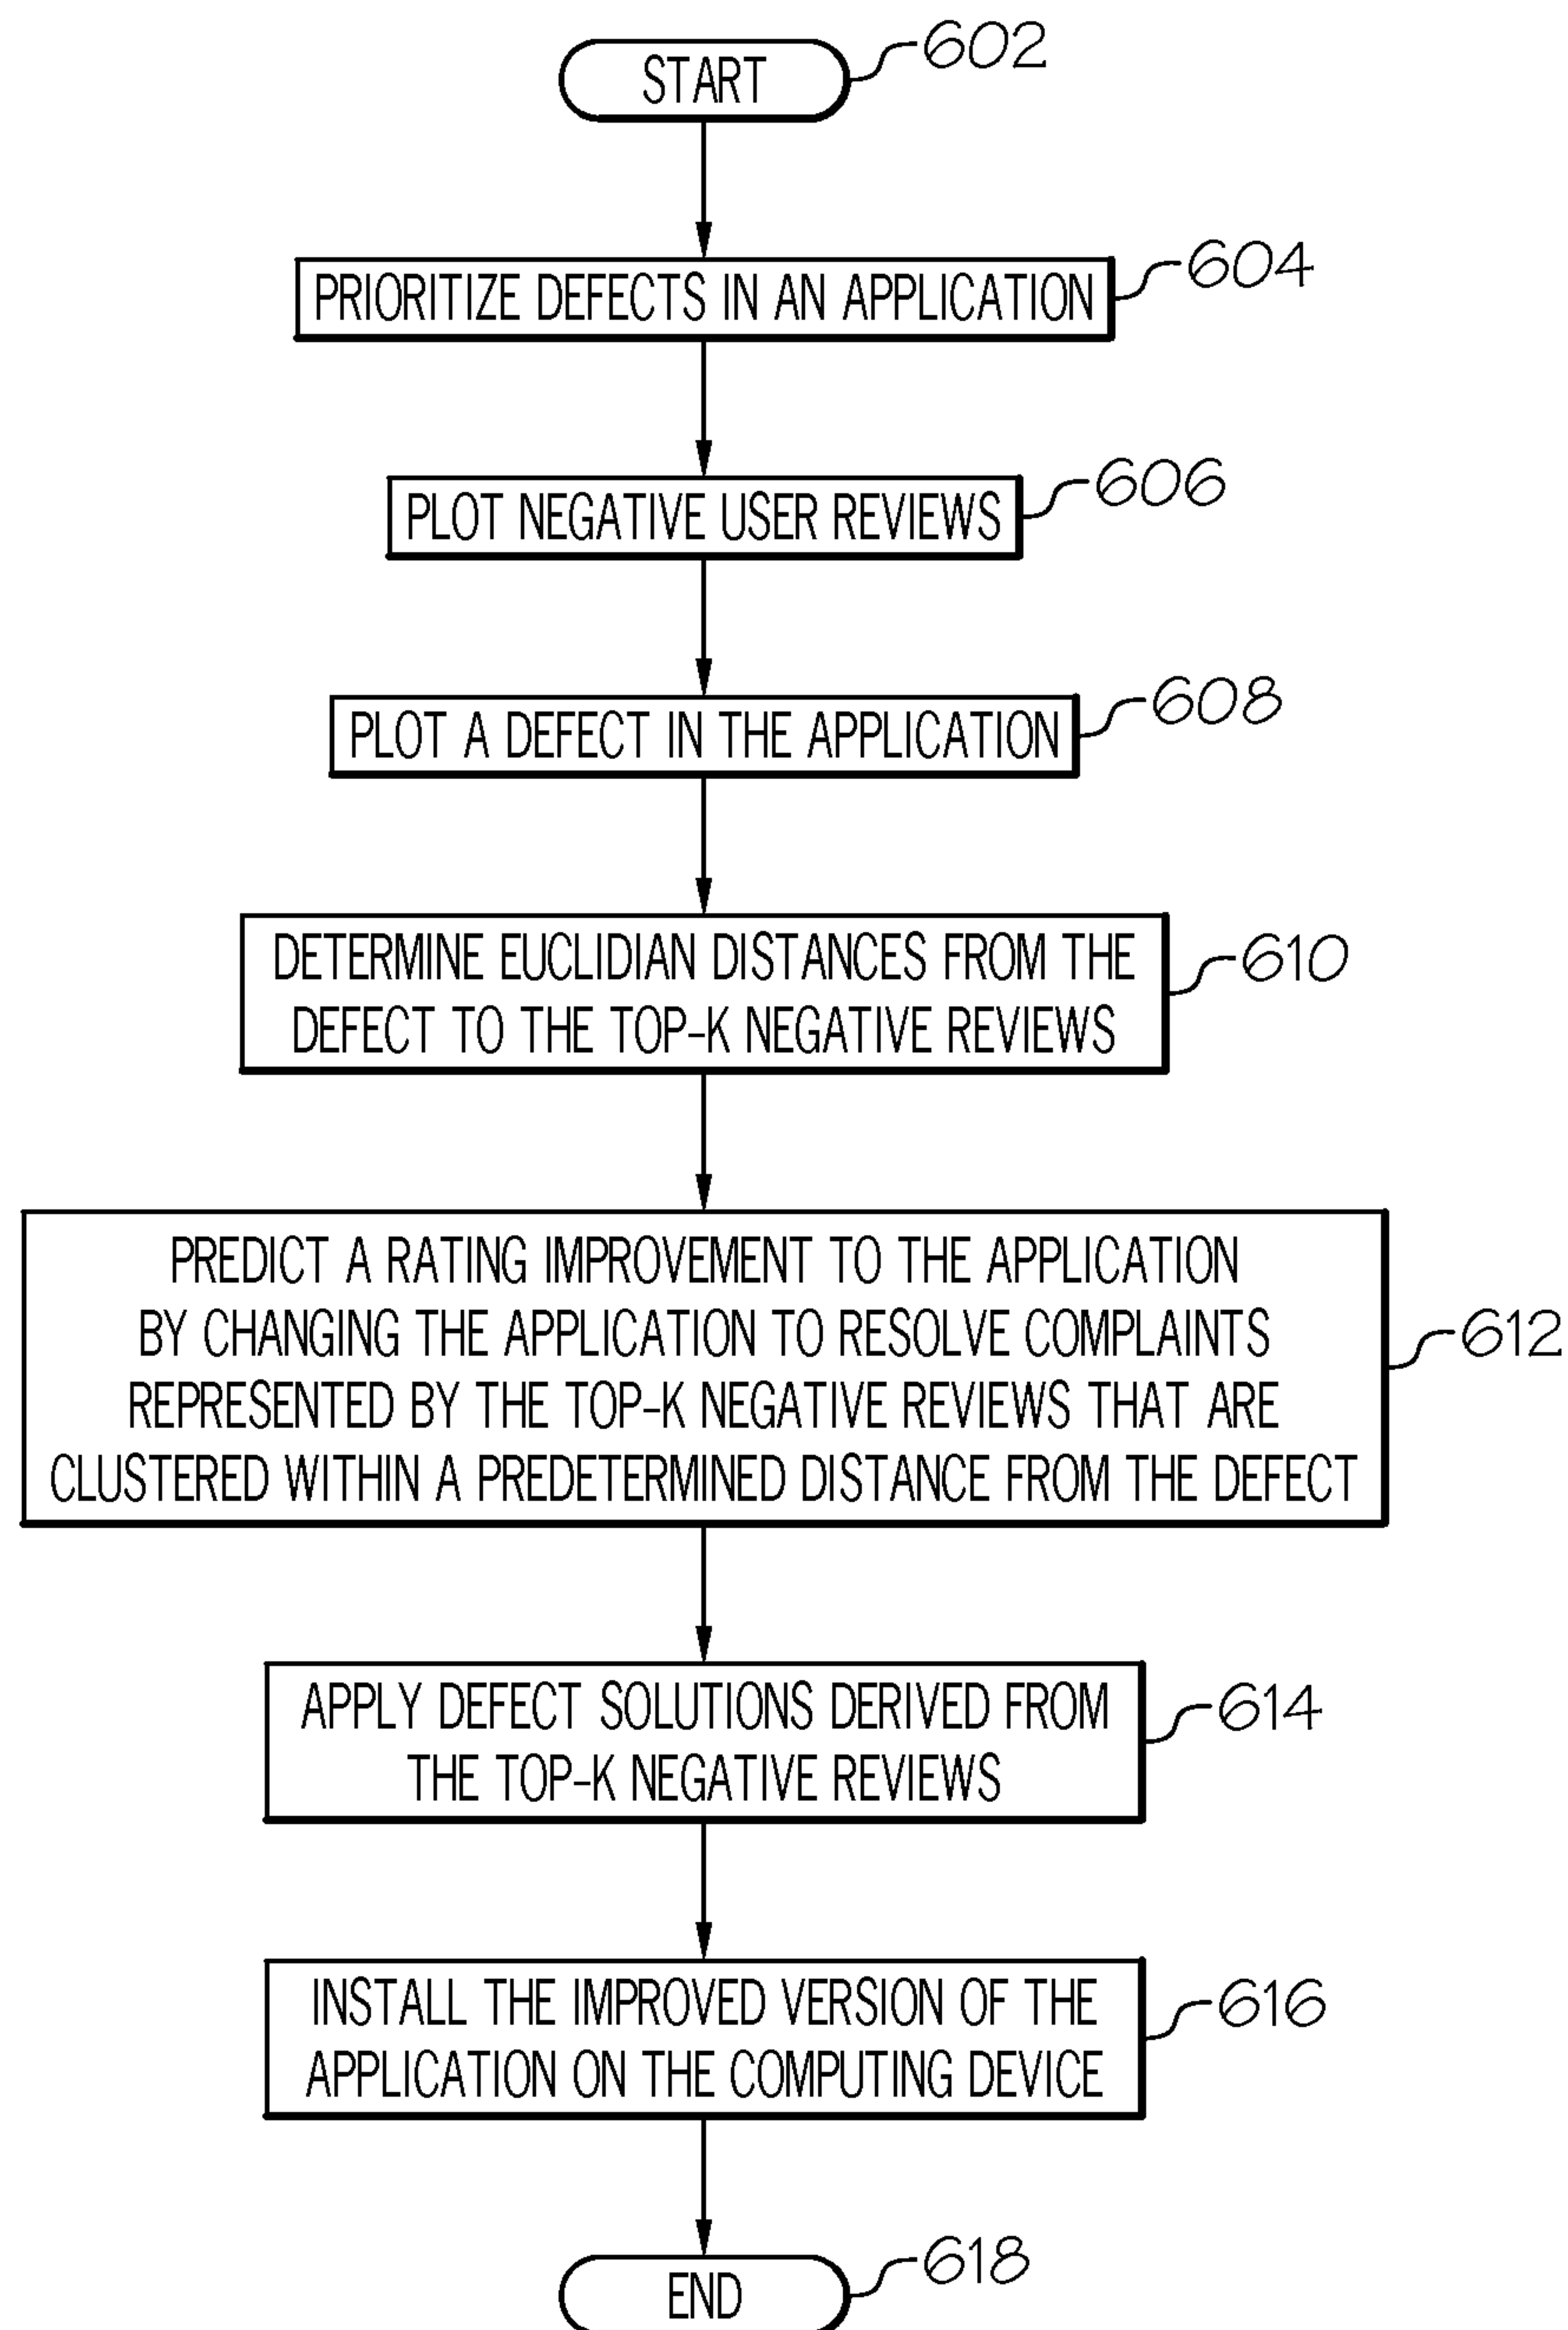 START
602
PRIORITIZE DEFECTS IN AN APPLICATION
604
PLOT NEGATIVE USER REVIEWS
606
PLOT A DEFECT IN THE APPLICATION
608
DETERMINE EUCLIDIAN DISTANCES FROM THE
DEFECT TO THE TOP-K NEGATIVE REVIEWS
610
PREDICT A RATING IMPROVEMENT TO THE APPLICATION
BY CHANGING THE APPLICATION TO RESOLVE COMPLAINTS
REPRESENTED BY THE TOP-K NEGATIVE REVIEWS THAT ARE
CLUSTERED WITHIN A PREDETERMINED DISTANCE FROM THE DEFECT
612
APPLY DEFECT SOLUTIONS DERIVED FROM
THE TOP-K NEGATIVE REVIEWS
614
INSTALL THE IMPROVED VERSION OF THE
APPLICATION ON THE COMPUTING DEVICE
616
END
618